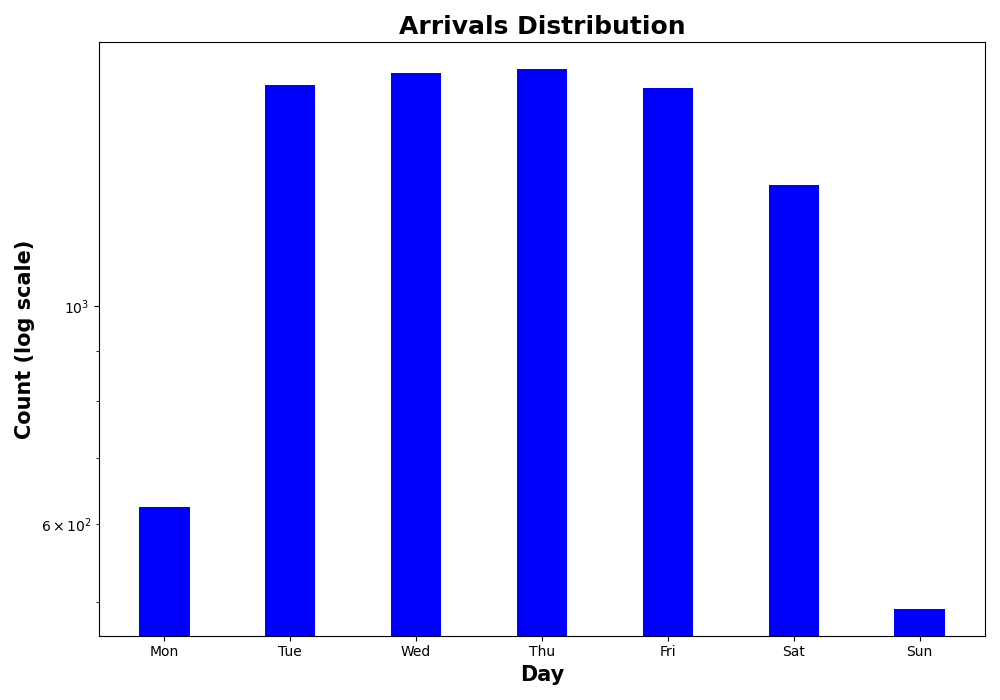 Arrivals Distribution
Count (log scale)
10³
6 × 10²
Mon Tue Wed Thu Fri Sat Sun
Day